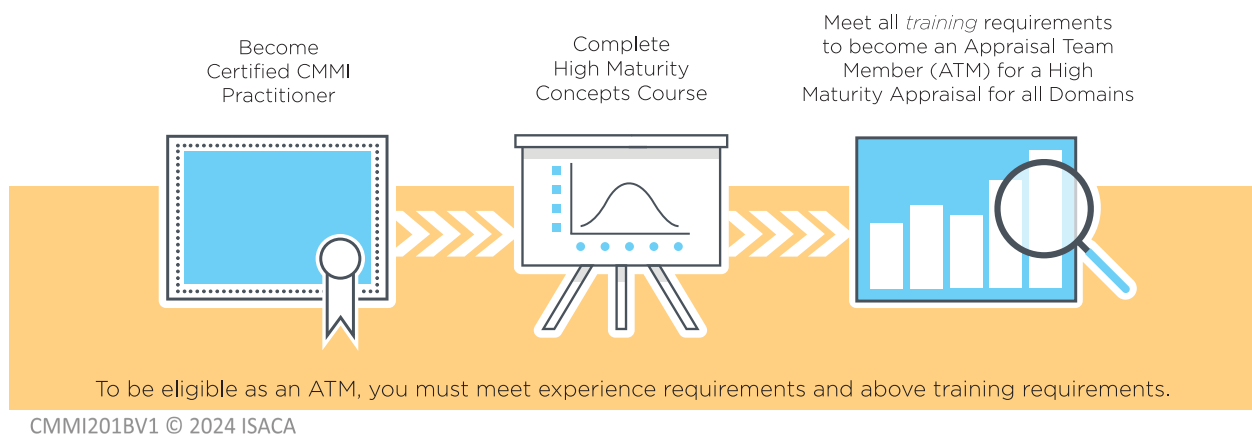 Become
Certified CMMI
Practitioner
Complete
High Maturity
Concepts Course
Meet all training requirements
to become an Appraisal Team
Member (ATM) for a High
Maturity Appraisal for all Domains
To be eligible as an ATM, you must meet experience requirements and above training requirements.
CMMI201BV1 © 2024 ISACA